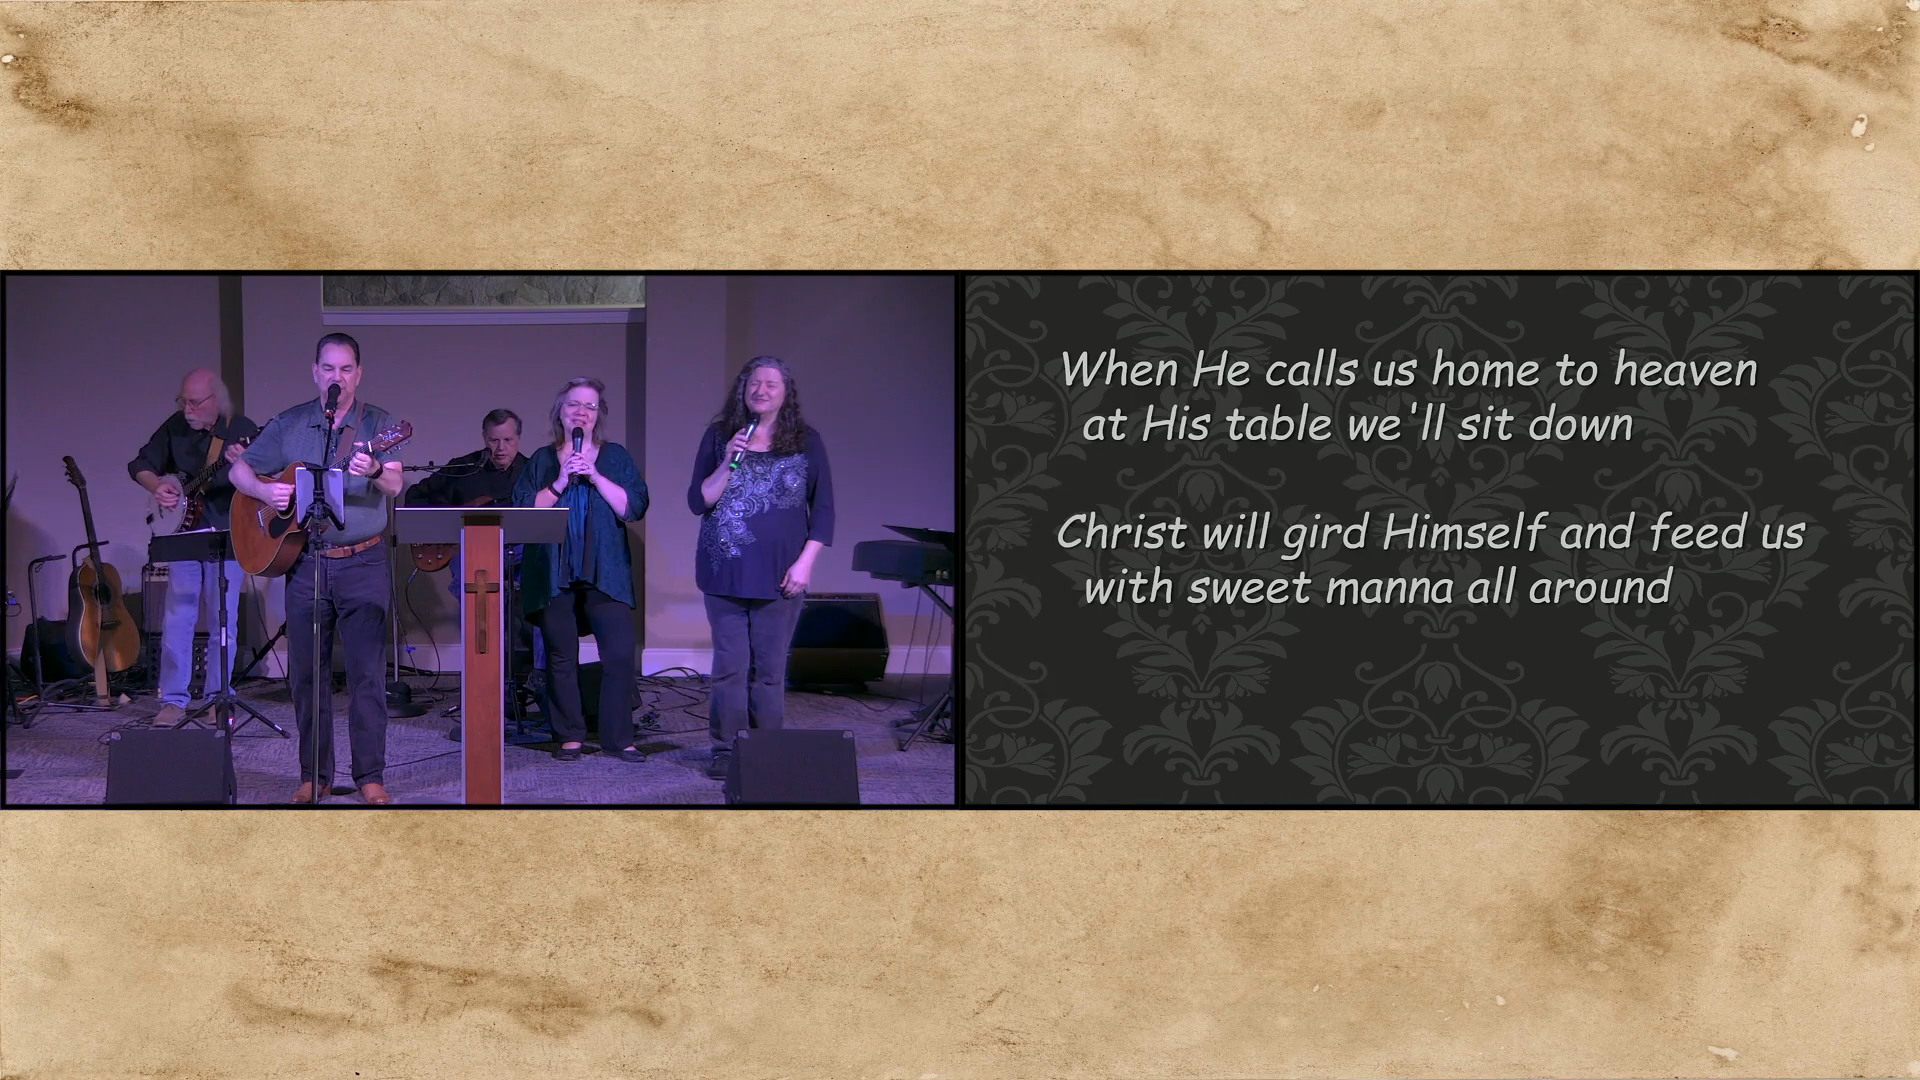 When He calls us home to heaven
at His table we'll sit down
Christ will gird Himself and feed us
with sweet manna all around